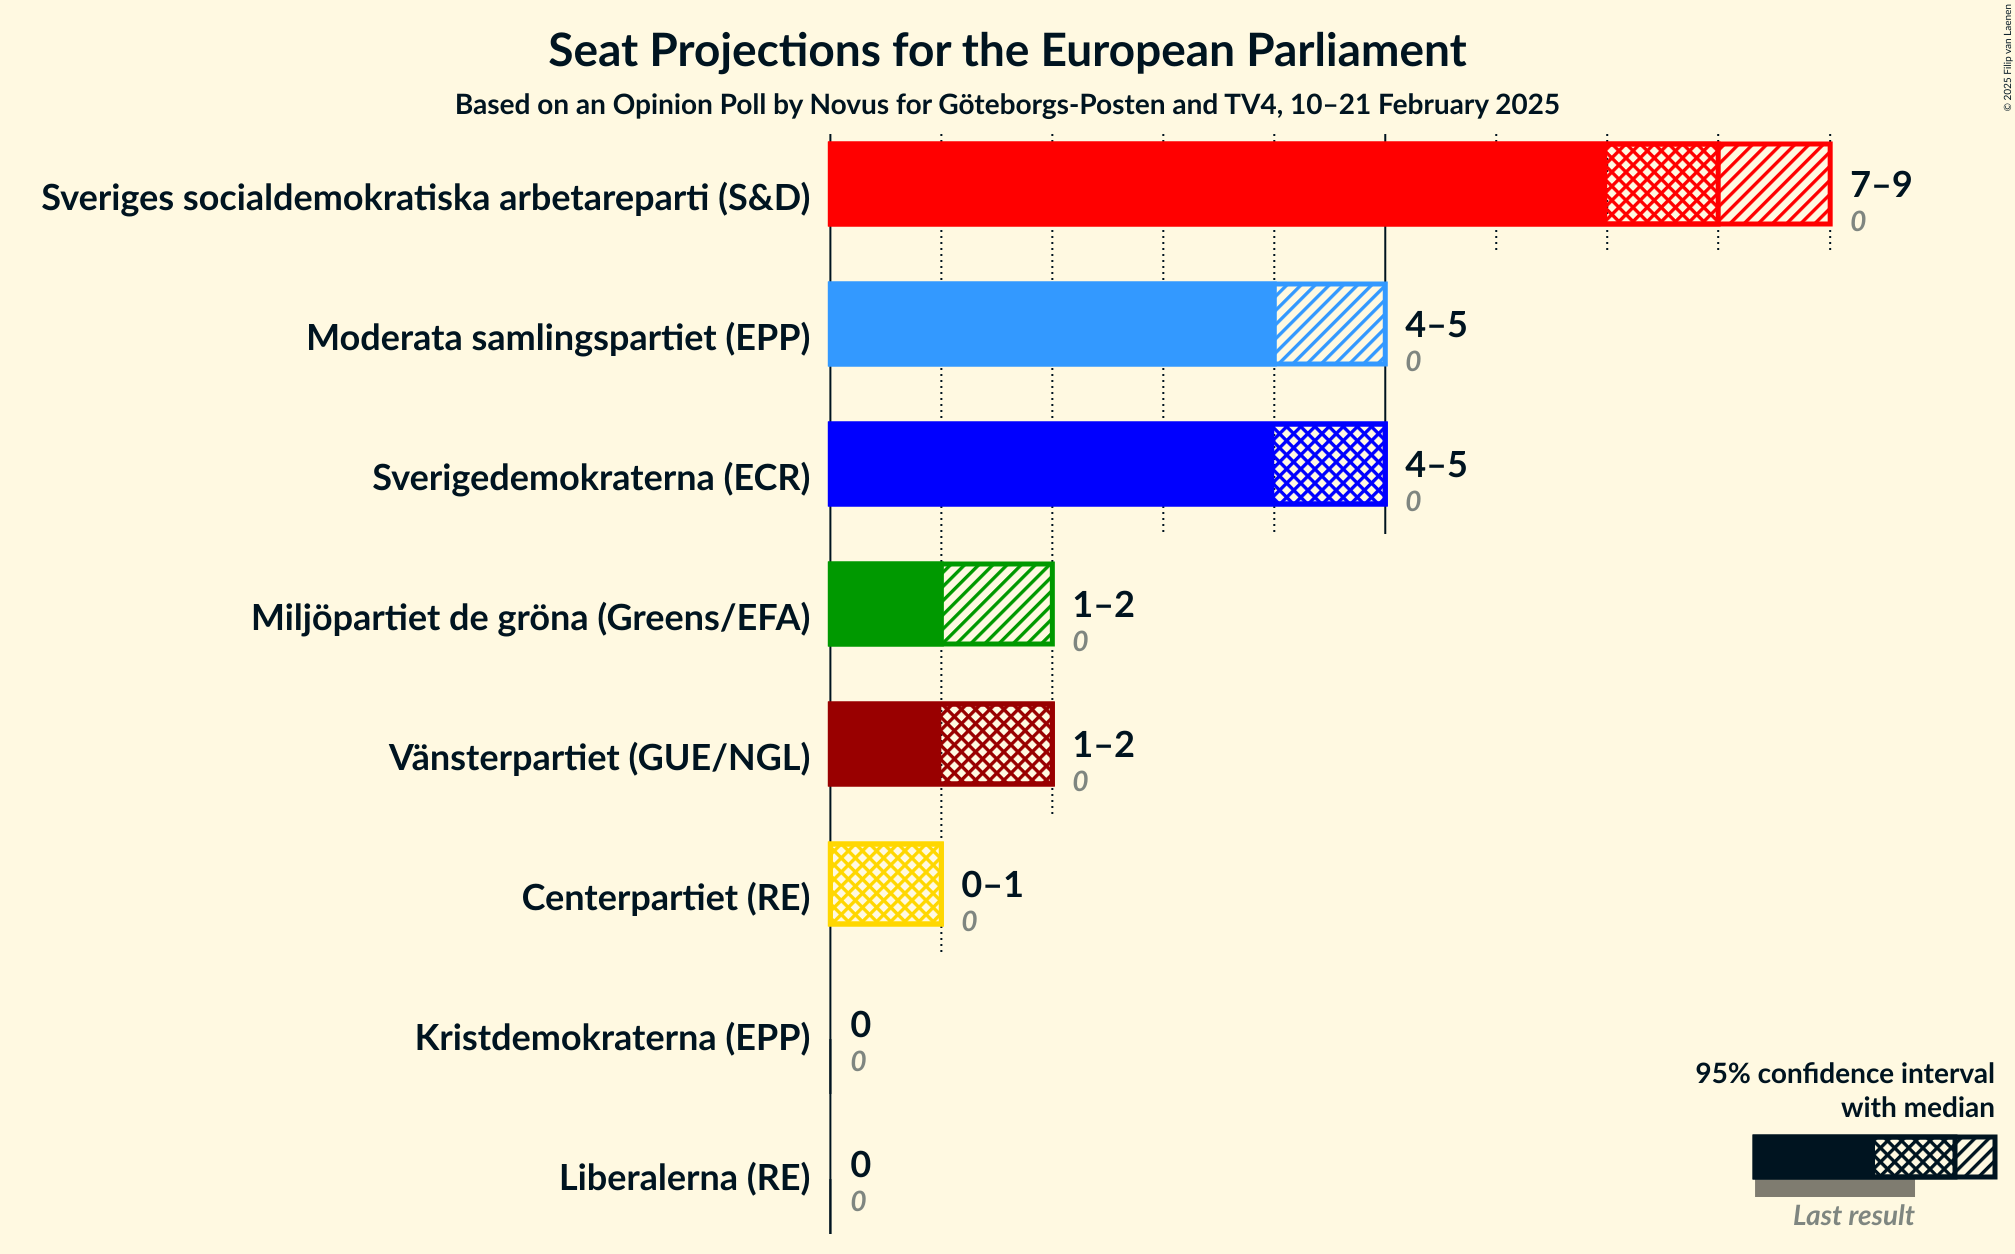 Seat Projections for the European Parliament
Based on an Opinion Poll by Novus for Göteborgs-Posten and TV4, 10–21 February 2025
© 2025 Filip van Laenen
Sveriges socialdemokratiska arbetareparti (S&D)
7–9
0
Moderata samlingspartiet (EPP)
4–5
0
Sverigedemokraterna (ECR)
4–5
0
Miljöpartiet de gröna (Greens/EFA)
1–2
0
Vänsterpartiet (GUE/NGL)
1–2
0
Centerpartiet (RE)
0–1
0
Kristdemokraterna (EPP)
0
0
Liberalerna (RE)
0
0
95% confidence interval
with median
Last result